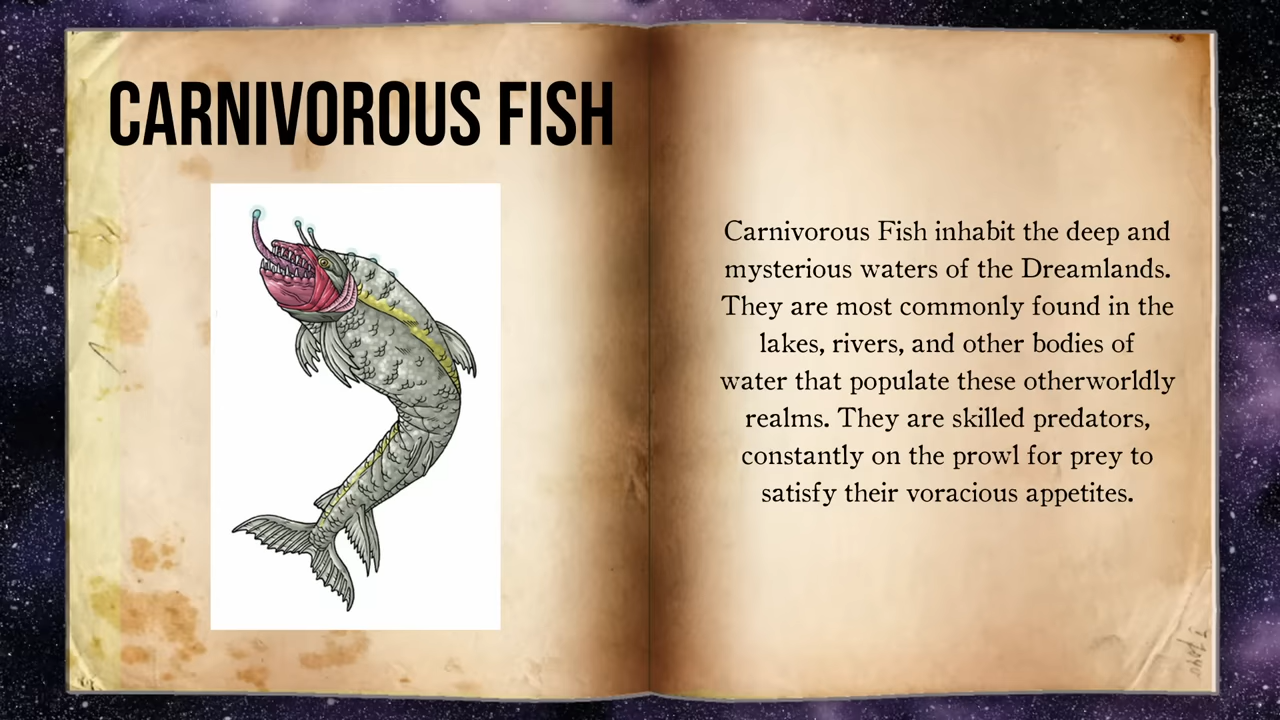 CARNIVOROUS FISH
Carnivorous Fish inhabit the deep and
mysterious waters of the Dreamlands.
They are most commonly found in the
lakes, rivers, and other bodies of
water that populate these otherworldly
realms. They are skilled predators,
constantly on the prowl for prey to
satisfy their voracious appetites.